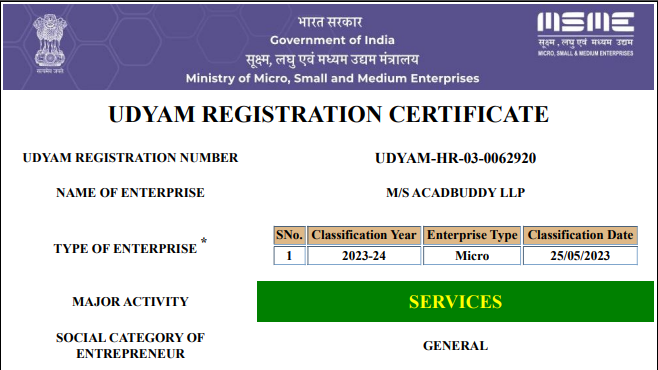 भारत सरकार
Government of India
सूक्ष्म, लघु एवं मध्यम उद्यम मंत्रालय
Ministry of Micro, Small and Medium Enterprises
सत्यमेव जयते
MSME
सूक्ष्म, लघु एवं मध्यम उद्यम
MICRO, SMALL & MEDIUM ENTERPRISES
UDYAM REGISTRATION CERTIFICATE
UDYAM REGISTRATION NUMBER UDYAM-HR-03-0062920
NAME OF ENTERPRISE M/S ACADBUDDY LLP
TYPE OF ENTERPRISE *
SNo. Classification Year Enterprise Type Classification Date
1 2023-24 Micro 25/05/2023
MAJOR ACTIVITY SERVICES
SOCIAL CATEGORY OF
ENTREPRENEUR
GENERAL